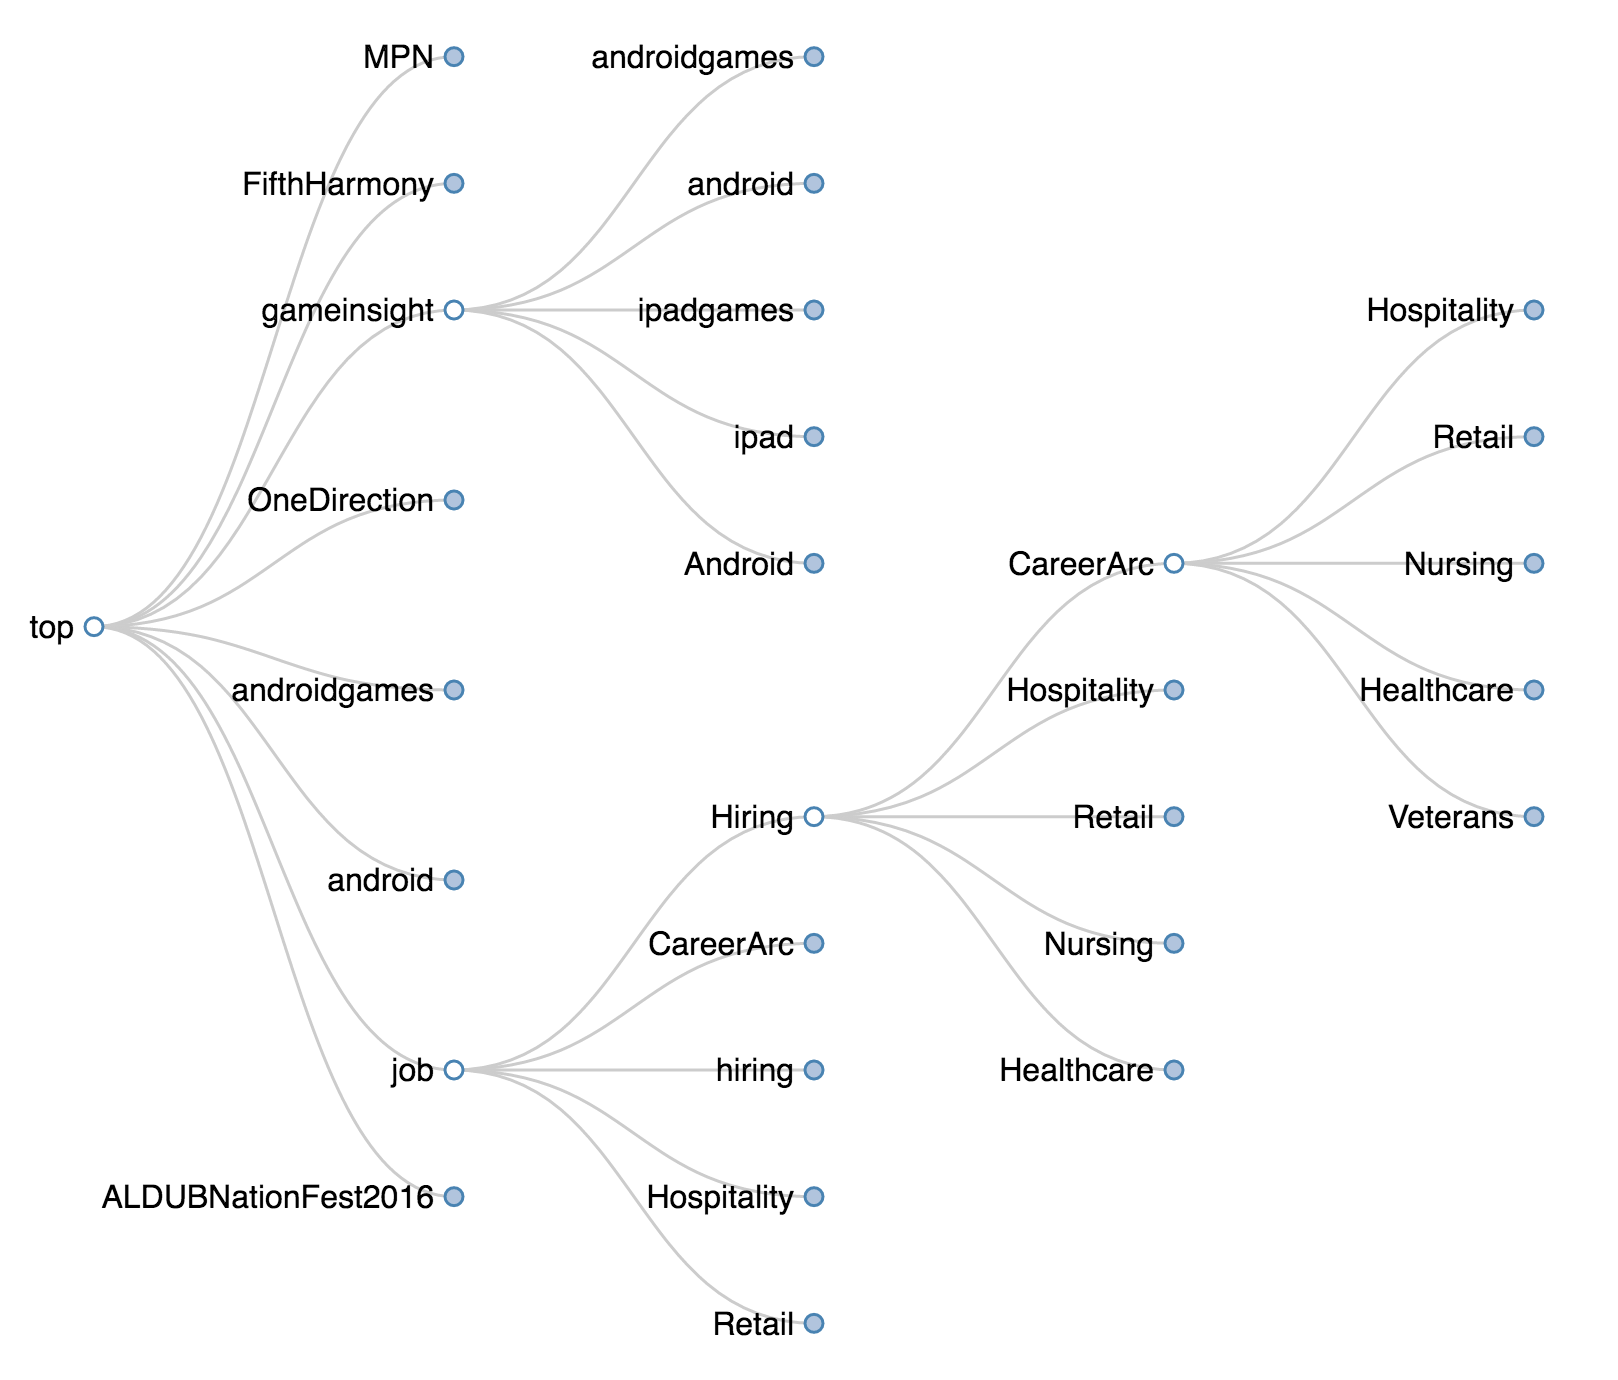 top
MPN
FifthHarmony
gameinsight
OneDirection
androidgames
android
job
ALDUBNationFest2016
androidgames
android
ipadgames
ipad
Android
Hiring
CareerArc
hiring
Hospitality
Retail
CareerArc
Hospitality
Retail
Nursing
Healthcare
Hospitality
Retail
Nursing
Healthcare
Veterans